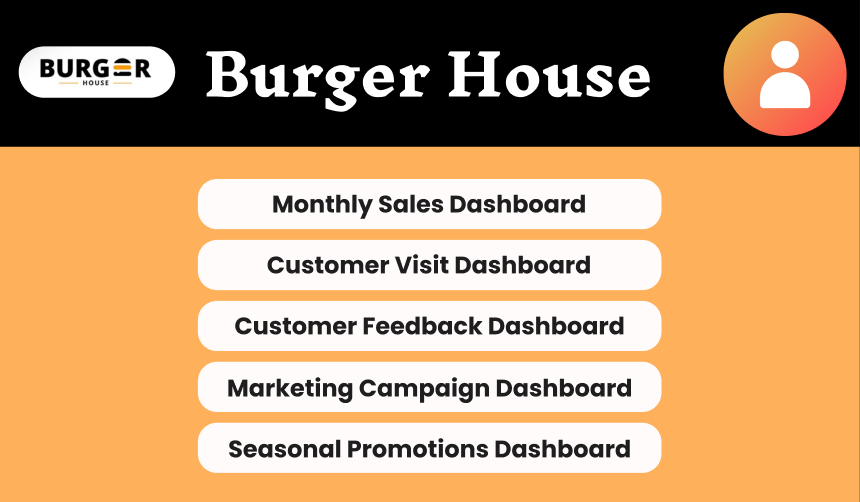 BURGER
HOUSE
Burger House
Monthly Sales Dashboard
Customer Visit Dashboard
Customer Feedback Dashboard
Marketing Campaign Dashboard
Seasonal Promotions Dashboard